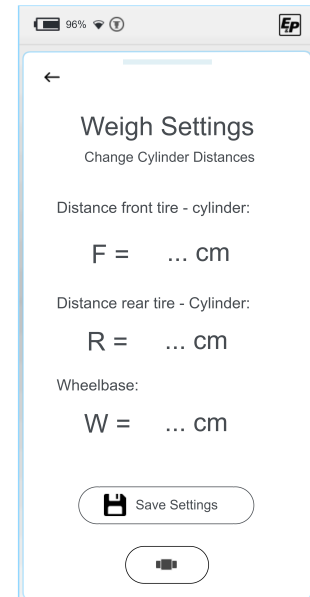 96%
EP
Weigh Settings
Change Cylinder Distances
Distance front tire - cylinder:
F = ... cm
Distance rear tire - Cylinder:
R = ... cm
Wheelbase:
W = ... cm
Save Settings